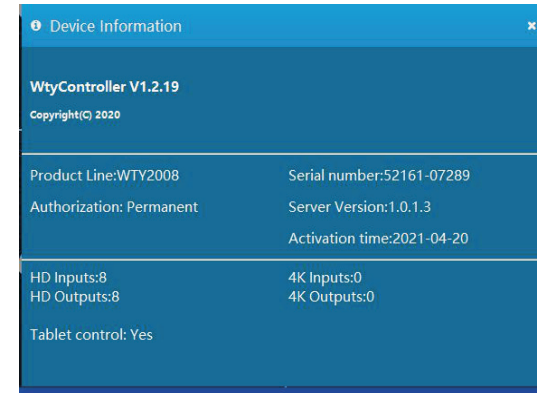 Device Information
WtyController V1.2.19
Copyright(C) 2020
Product Line:WTY2008
Serial number:52161-07289
Authorization: Permanent
Server Version:1.0.1.3
Activation time:2021-04-20
HD Inputs:8
4K Inputs:0
HD Outputs:8
4K Outputs:0
Tablet control: Yes